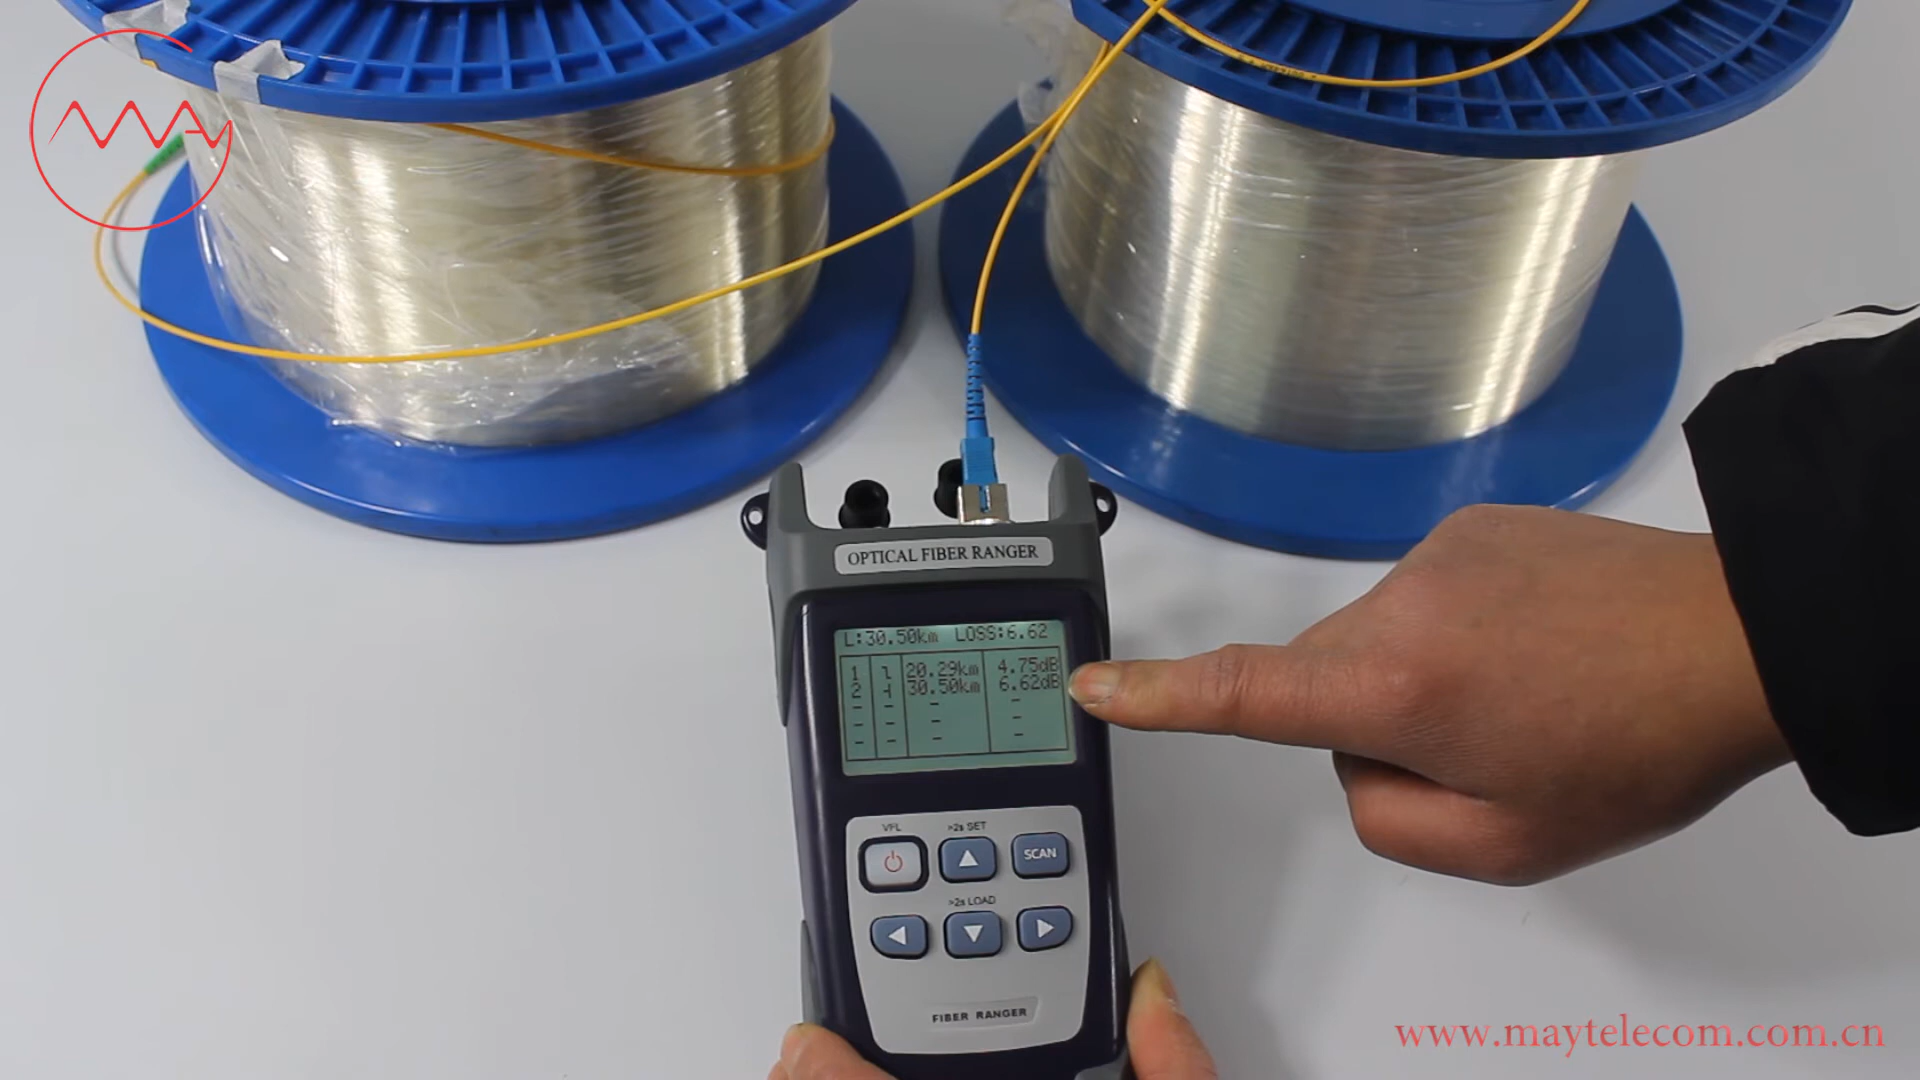 MAY
OPTICAL FIBER RANGER
L:30.50km LOSS:6.62
1 20.29km 4.75dB
2 30.50km 6.62dB
- - - -
- - - -
- - - -
VFL >2s SET
SCAN
>2s LOAD
FIBER RANGER
www.maytelecom.com.cn